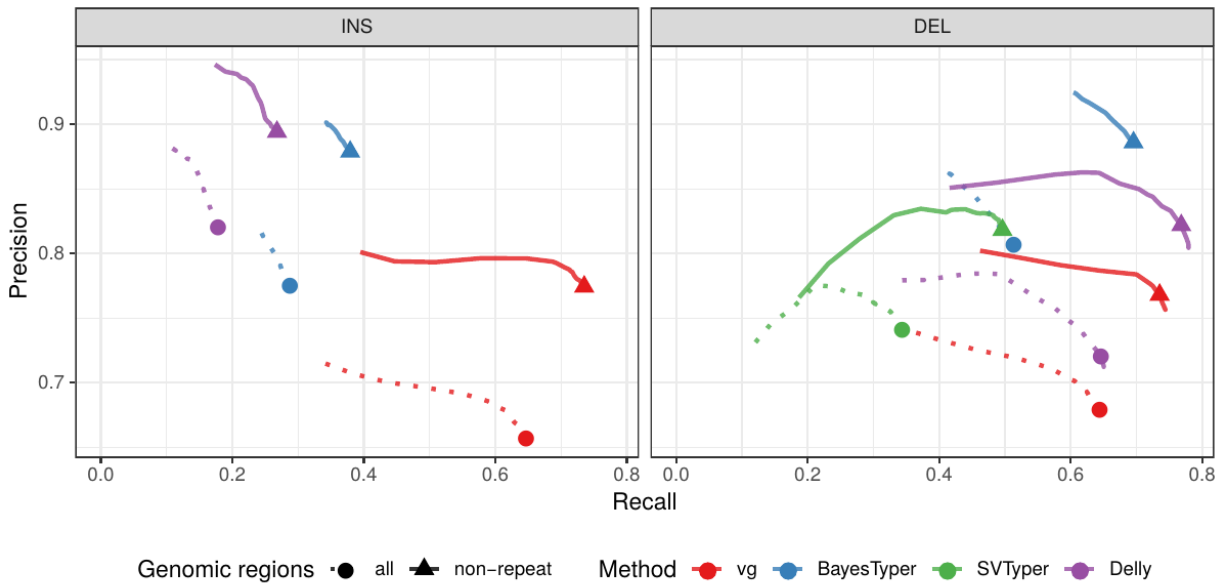 INS
DEL
Precision
0.9
0.8
0.7
0.0 0.2 0.4 0.6 0.8
0.0 0.2 0.4 0.6 0.8
Recall
Genomic regions all non−repeat Method vg BayesTyper SVTyper Delly